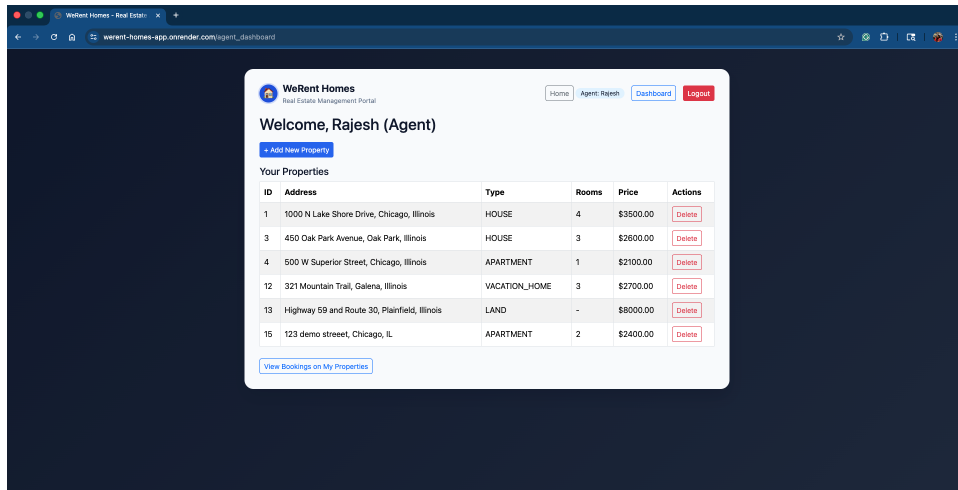 WeRent Homes - Real Estate
werent-homes-app.onrender.com/agent_dashboard
WeRent Homes
Real Estate Management Portal
Home
Agent: Rajesh
Dashboard
Logout
Welcome, Rajesh (Agent)
+ Add New Property
Your Properties
ID Address Type Rooms Price Actions
1 1000 N Lake Shore Drive, Chicago, Illinois HOUSE 4 $3500.00 Delete
3 450 Oak Park Avenue, Oak Park, Illinois HOUSE 3 $2600.00 Delete
4 500 W Superior Street, Chicago, Illinois APARTMENT 1 $2100.00 Delete
12 321 Mountain Trail, Galena, Illinois VACATION_HOME 3 $2700.00 Delete
13 Highway 59 and Route 30, Plainfield, Illinois LAND - $8000.00 Delete
15 123 demo streeet, Chicago, IL APARTMENT 2 $2400.00 Delete
View Bookings on My Properties